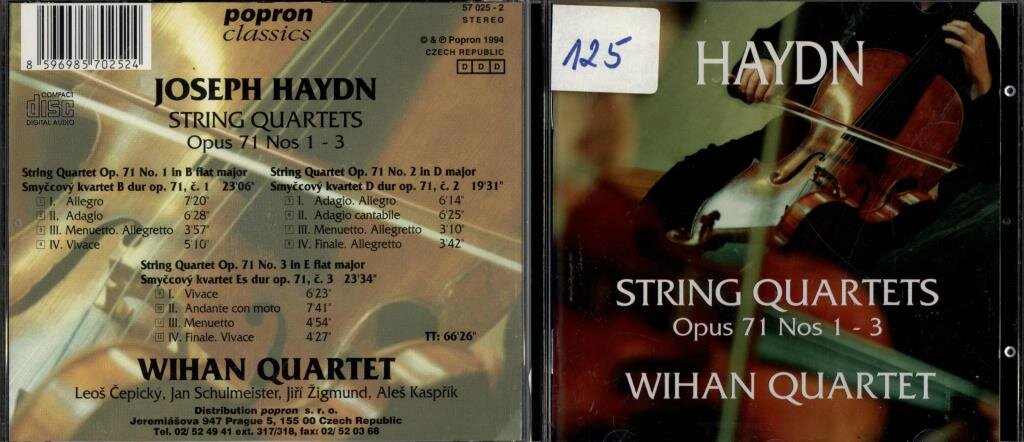 popron
classics
57 025 - 2
STEREO
© & ℗ Popron 1994
CZECH REPUBLIC
D D D
8 596985 702524
COMPACT
disc
DIGITAL AUDIO
JOSEPH HAYDN
STRING QUARTETS
Opus 71 Nos 1 - 3
String Quartet Op. 71 No. 1 in B flat major
Smyčcový kvartet B dur op. 71, č. 1 23'06"
1 I. Allegro 7'20"
2 II. Adagio 6'28"
3 III. Menuetto. Allegretto 3'57"
4 IV. Vivace 5'10"
String Quartet Op. 71 No. 2 in D major
Smyčcový kvartet D dur op. 71, č. 2 19'31"
5 I. Adagio. Allegro 6'14"
6 II. Adagio cantabile 6'25"
7 III. Menuetto. Allegretto 3'10"
8 IV. Finale. Allegretto 3'42"
String Quartet Op. 71 No. 3 in E flat major
Smyčcový kvartet Es dur op. 71, č. 3 23'34"
9 I. Vivace 6'23"
10 II. Andante con moto 7'41"
11 III. Menuetto 4'54"
12 IV. Finale. Vivace 4'27"
TT: 66'26"
WIHAN QUARTET
Leoš Čepický, Jan Schulmeister, Jiří Žigmund, Aleš Kaspřík
Distribution popron s. r. o.
Jeremiášova 947 Prague 5, 155 00 Czech Republic
Tel. 02/ 52 49 41 ext. 317/318, fax: 02/ 52 03 68
125
HAYDN
STRING QUARTETS
Opus 71 Nos 1 - 3
WIHAN QUARTET